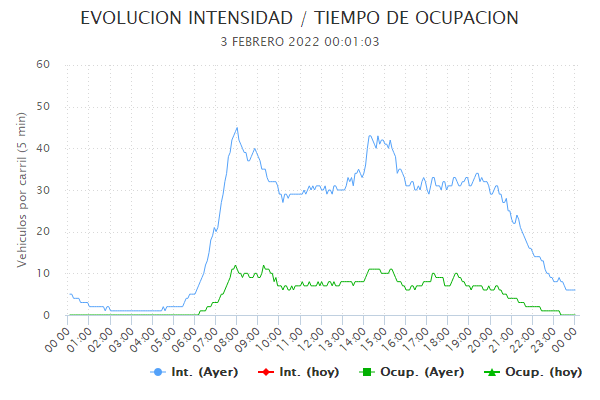 EVOLUCION INTENSIDAD / TIEMPO DE OCUPACION
3 FEBRERO 2022 00:01:03
Vehiculos por carril (5 min)
60
50
40
30
20
10
0
00:00 01:00 02:00 03:00 04:00 05:00 06:00 07:00 08:00 09:00 10:00 11:00 12:00 13:00 14:00 15:00 16:00 17:00 18:00 19:00 20:00 21:00 22:00 23:00 00:00
Int. (Ayer) Int. (hoy) Ocup. (Ayer) Ocup. (hoy)